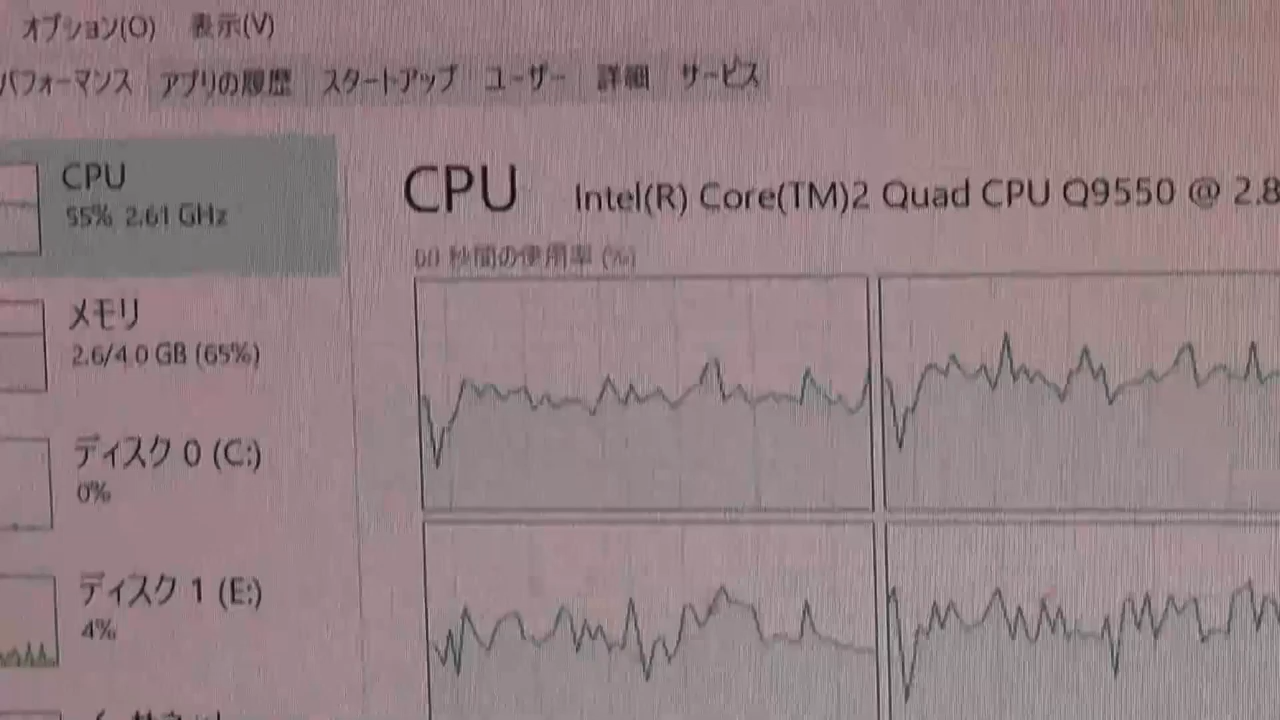 オプション(O) 表示(V)
パフォーマンス アプリの履歴 スタートアップ ユーザー 詳細 サービス
CPU
55% 2.61 GHz
CPU Intel(R) Core(TM)2 Quad CPU Q9550 @ 2.8
60 秒間の使用率 (%)
メモリ
2.6/4.0 GB (65%)
ディスク 0 (C:)
0%
ディスク 1 (E:)
4%